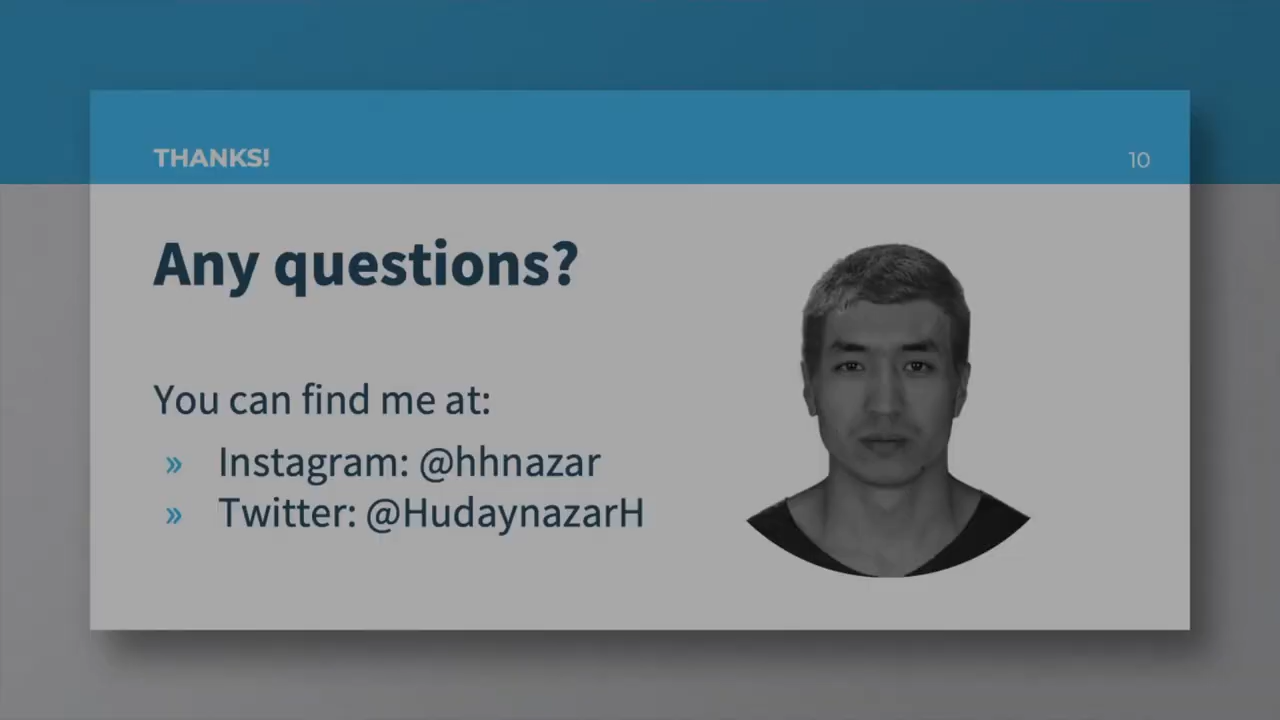 THANKS!
10
Any questions?
You can find me at:
» Instagram: @hhnazar
» Twitter: @HudaynazarH